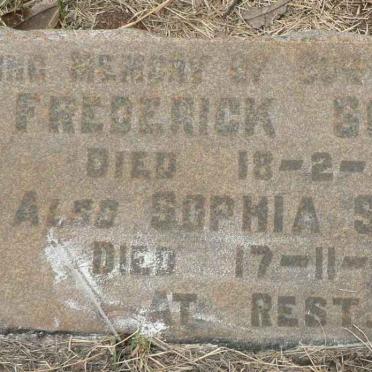 MEMORY OF
FREDERICK
DIED 18-2-
ALSO SOPHIA S
DIED 17-11-
AT REST.